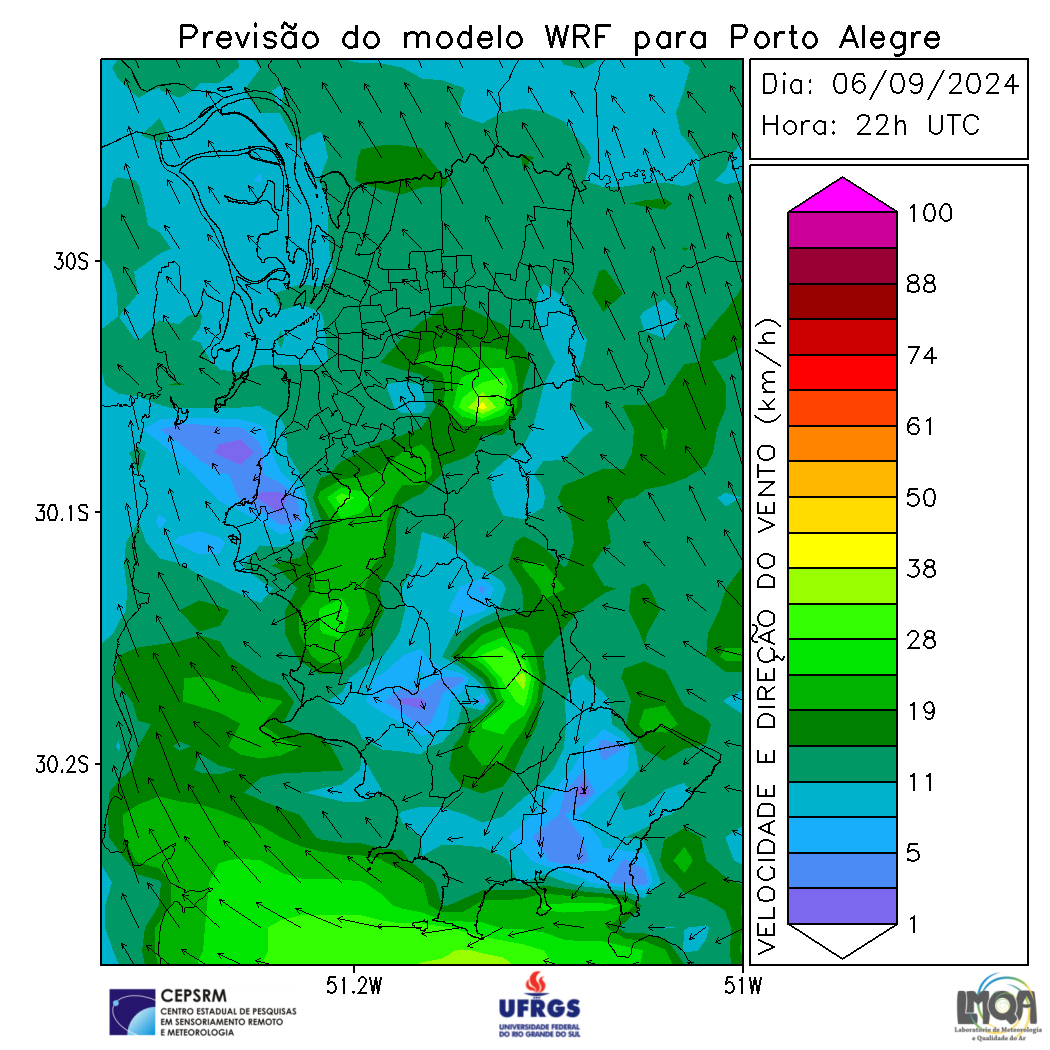 Previsão do modelo WRF para Porto Alegre
Dia: 06/09/2024
Hora: 22h UTC
30S
30.1S
30.2S
51.2W
51W
VELOCIDADE E DIREÇÃO DO VENTO (km/h)
100
88
74
61
50
38
28
19
11
5
1
CEPSRM
CENTRO ESTADUAL DE PESQUISAS
EM SENSORIAMENTO REMOTO
E METEOROLOGIA
UFRGS
UNIVERSIDADE FEDERAL
DO RIO GRANDE DO SUL
LMQA
Laboratório de Meteorologia
e Qualidade do Ar